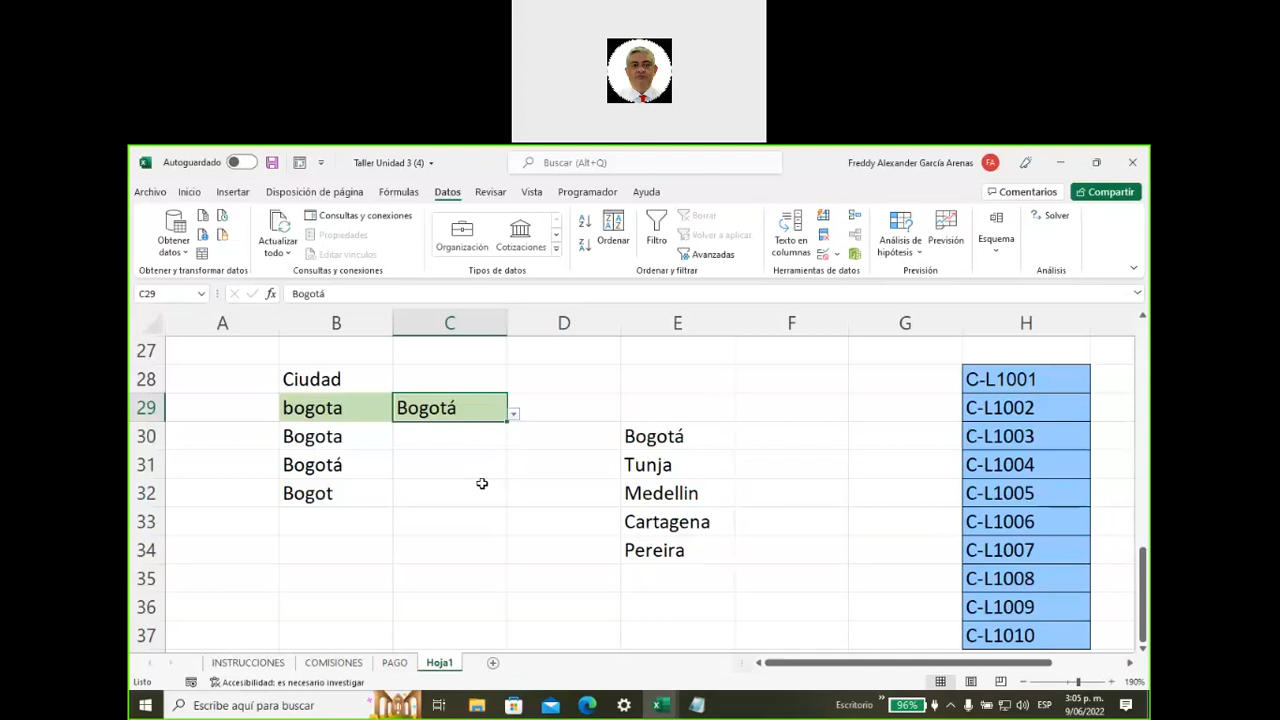 Autoguardado
Taller Unidad 3 (4)
Buscar (Alt+Q)
Freddy Alexander García Arenas
FA
Archivo Inicio Insertar Disposición de página Fórmulas Datos Revisar Vista Programador Ayuda
Comentarios
Compartir
Obtener datos
Actualizar todo
Consultas y conexiones
Propiedades
Editar vínculos
Organización
Cotizaciones
Ordenar
Filtro
Borrar
Volver a aplicar
Avanzadas
Texto en columnas
Análisis de hipótesis
Previsión
Esquema
Solver
Obtener y transformar datos
Consultas y conexiones
Tipos de datos
Ordenar y filtrar
Herramientas de datos
Previsión
Análisis
C29
fx
Bogotá
A B C D E F G H
27
28 Ciudad C-L1001
29 bogota Bogotá C-L1002
30 Bogota Bogotá C-L1003
31 Bogotá Tunja C-L1004
32 Bogot Medellin C-L1005
33 Cartagena C-L1006
34 Pereira C-L1007
35 C-L1008
36 C-L1009
37 C-L1010
INSTRUCCIONES COMISIONES PAGO Hoja1
Listo
Accesibilidad: es necesario investigar
190%
Escribe aquí para buscar
Escritorio
96%
ESP
3:05 p. m.
9/06/2022